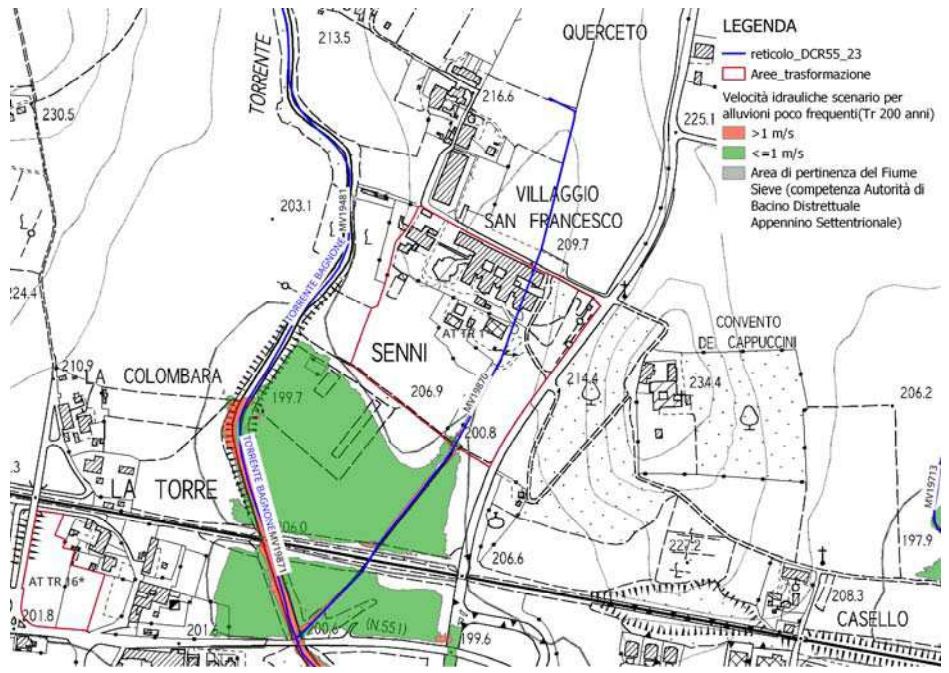 LEGENDA
reticolo_DCR55_23
Aree_trasformazione
Velocità idrauliche scenario per
alluvioni poco frequenti(Tr 200 anni)
>1 m/s
<=1 m/s
Area di pertinenza del Fiume
Sieve (competenza Autorità di
Bacino Distrettuale
Appennino Settentrionale)
QUERCETO
213.5
TORRENTE
216.6
230.5
225.1
VILLAGGIO
SAN FRANCESCO
203.1
MV19481
209.7
TORRENTE BAGNONE
224.4
CONVENTO
DEI CAPPUCCINI
AT TR 1
SENNI
210.9
LA COLOMBARA
206.9
MV19870
214.4
234.4
206.2
199.7
200.8
TORRENTE BAGNONE
MV19871
LA TORRE
MV19713
206.0
206.6
227.2
197.9
AT TR 16*
208.3
201.8
200.6
(N.551)
199.6
CASELLO